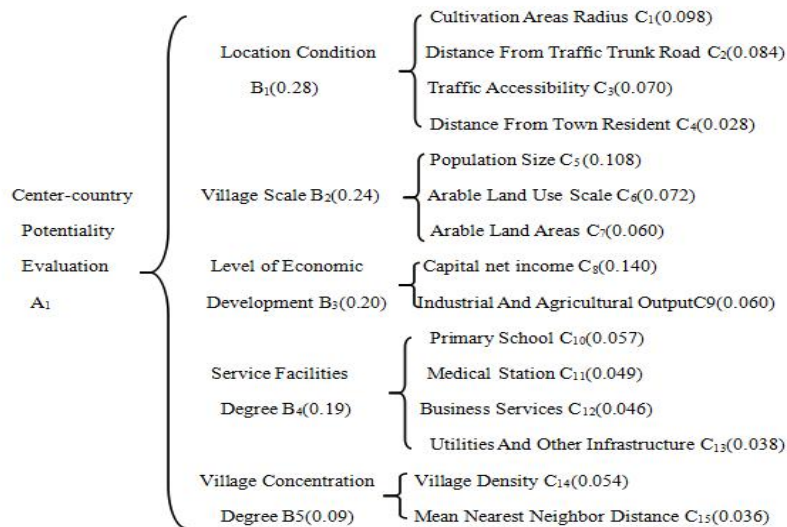 Center-country
Potentiality
Evaluation
A₁
Location Condition
B₁(0.28)
Cultivation Areas Radius C₁(0.098)
Distance From Traffic Trunk Road C₂(0.084)
Traffic Accessibility C₃(0.070)
Distance From Town Resident C₄(0.028)
Village Scale B₂(0.24)
Population Size C₅(0.108)
Arable Land Use Scale C₆(0.072)
Arable Land Areas C₇(0.060)
Level of Economic
Development B₃(0.20)
Capital net income C₈(0.140)
Industrial And Agricultural OutputC9(0.060)
Service Facilities
Degree B₄(0.19)
Primary School C₁₀(0.057)
Medical Station C₁₁(0.049)
Business Services C₁₂(0.046)
Utilities And Other Infrastructure C₁₃(0.038)
Village Concentration
Degree B5(0.09)
Village Density C₁₄(0.054)
Mean Nearest Neighbor Distance C₁₅(0.036)